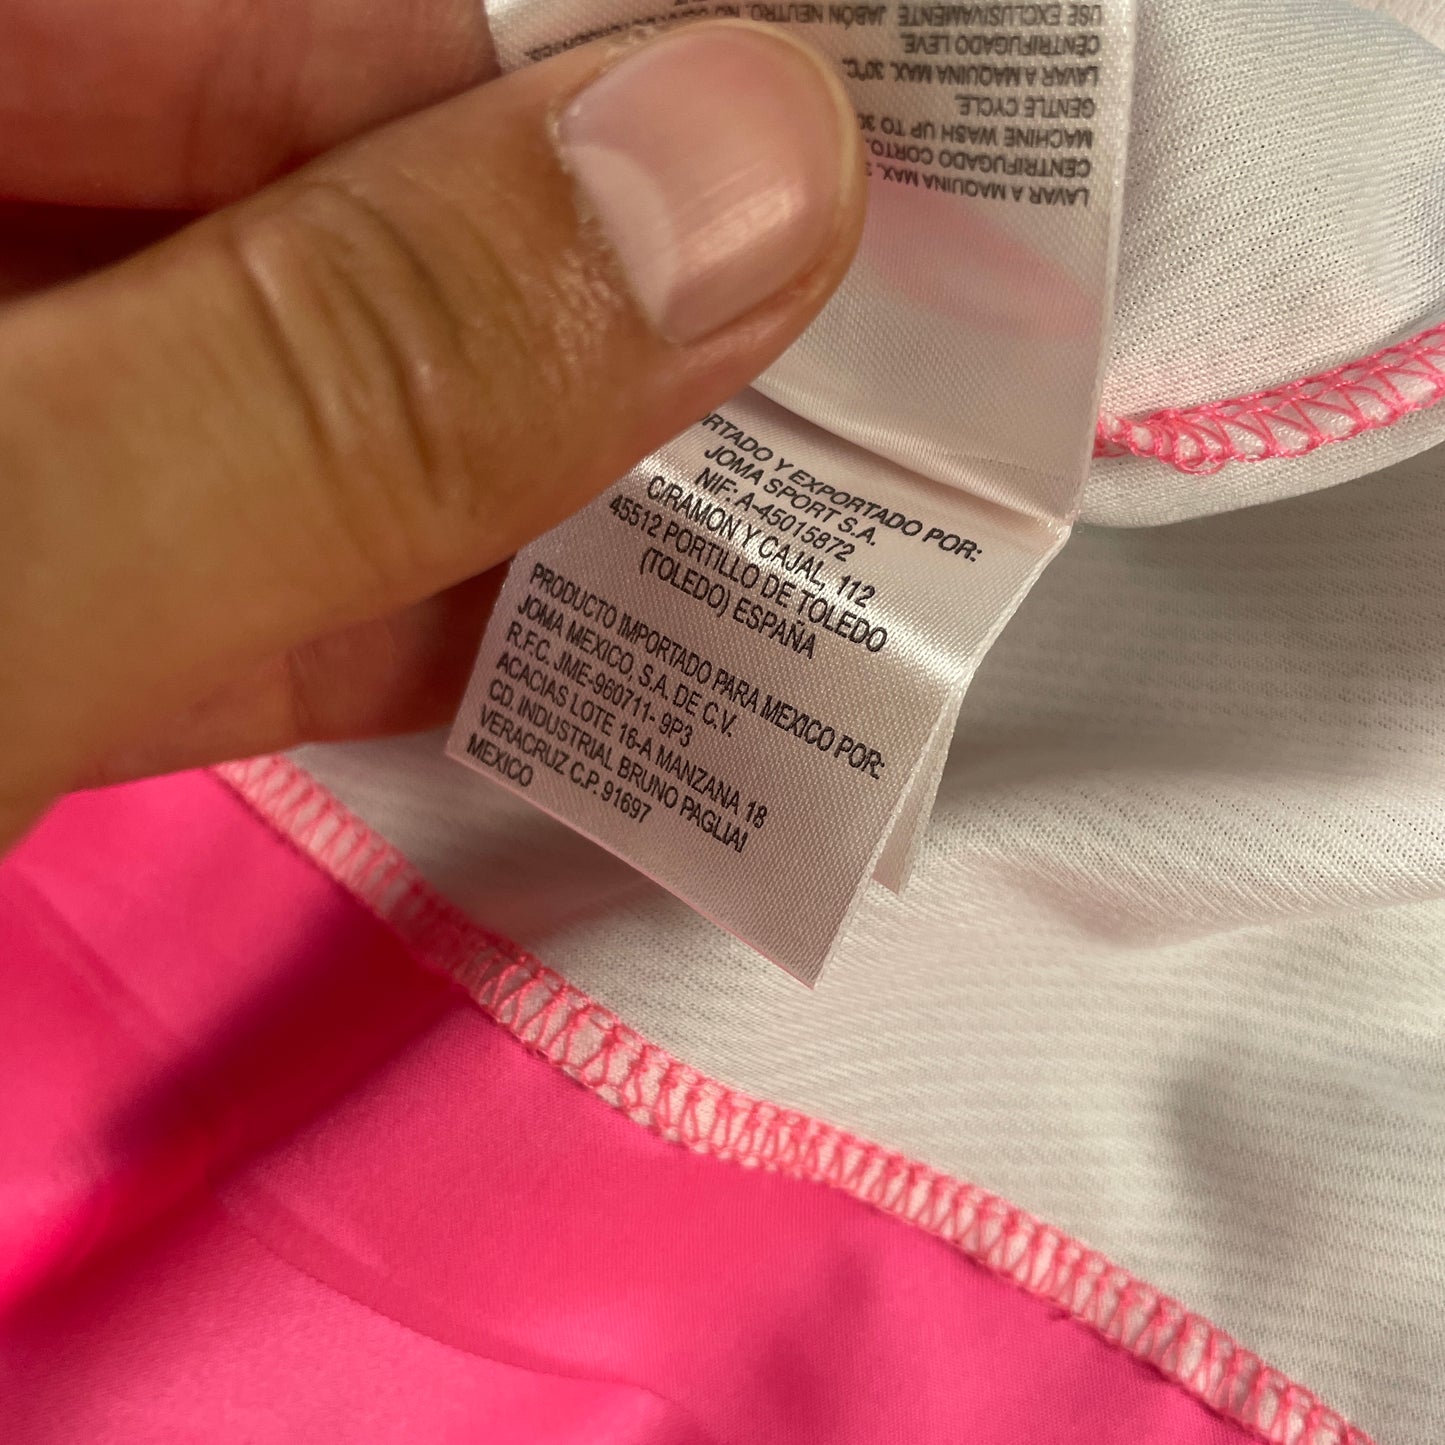 USE EXCLUSIVAMENTE JABÓN NEUTRO. NO
CENTRIFUGADO LEVE.
LAVAR A MAQUINA MAX. 30°C.
GENTLE CYCLE.
MACHINE WASH UP TO 30
CENTRIFUGADO CORTO.
LAVAR A MAQUINA MAX.
RTADO Y EXPORTADO POR:
JOMA SPORT S.A.
NIF: A-45015872
C/RAMON Y CAJAL, 112
45512 PORTILLO DE TOLEDO
(TOLEDO) ESPAÑA
PRODUCTO IMPORTADO PARA MEXICO POR:
JOMA MEXICO, S.A. DE C.V.
R.F.C. JME-960711- 9P3
ACACIAS LOTE 16-A MANZANA 18
CD. INDUSTRIAL BRUNO PAGLIAI
VERACRUZ C.P. 91697
MEXICO